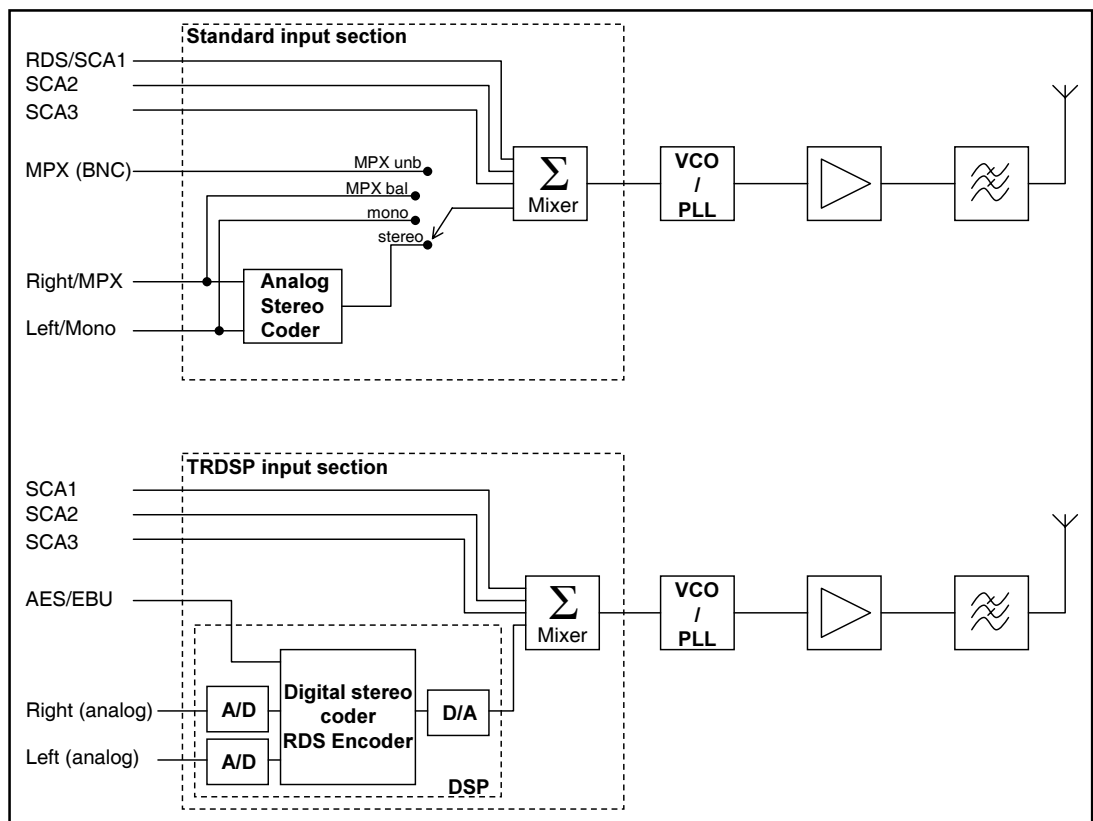 Standard input section
RDS/SCA1
SCA2
SCA3
MPX (BNC)
MPX unb
MPX bal
mono
stereo
Right/MPX
Left/Mono
Analog
Stereo
Coder
Σ
Mixer
VCO
/
PLL
TRDSP input section
SCA1
SCA2
SCA3
AES/EBU
Right (analog)
Left (analog)
A/D
A/D
Digital stereo
coder
RDS Encoder
D/A
DSP
Σ
Mixer
VCO
/
PLL